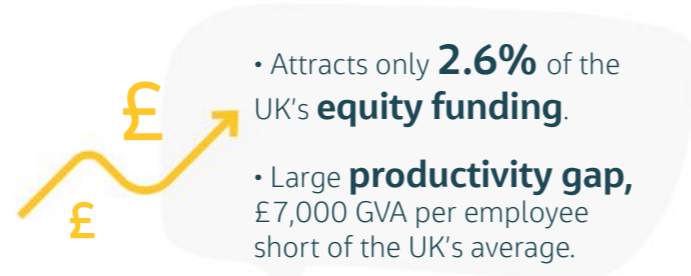 • Attracts only 2.6% of the
UK’s equity funding.
£
• Large productivity gap,
£7,000 GVA per employee
£
short of the UK’s average.